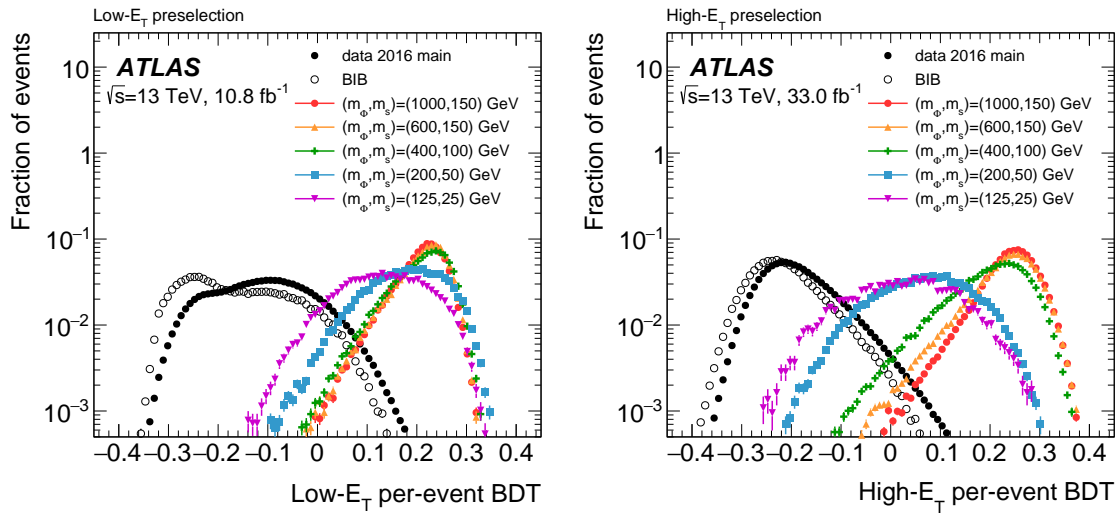 Low-E_T preselection
Fraction of events
ATLAS
√s=13 TeV, 10.8 fb⁻¹
data 2016 main
BIB
(m_Φ,m_s)=(1000,150) GeV
(m_Φ,m_s)=(600,150) GeV
(m_Φ,m_s)=(400,100) GeV
(m_Φ,m_s)=(200,50) GeV
(m_Φ,m_s)=(125,25) GeV
10
1
10⁻¹
10⁻²
10⁻³
−0.4 −0.3 −0.2 −0.1 0 0.1 0.2 0.3 0.4
Low-E_T per-event BDT
High-E_T preselection
Fraction of events
ATLAS
√s=13 TeV, 33.0 fb⁻¹
data 2016 main
BIB
(m_Φ,m_s)=(1000,150) GeV
(m_Φ,m_s)=(600,150) GeV
(m_Φ,m_s)=(400,100) GeV
(m_Φ,m_s)=(200,50) GeV
(m_Φ,m_s)=(125,25) GeV
10
1
10⁻¹
10⁻²
10⁻³
−0.4 −0.3 −0.2 −0.1 0 0.1 0.2 0.3 0.4
High-E_T per-event BDT